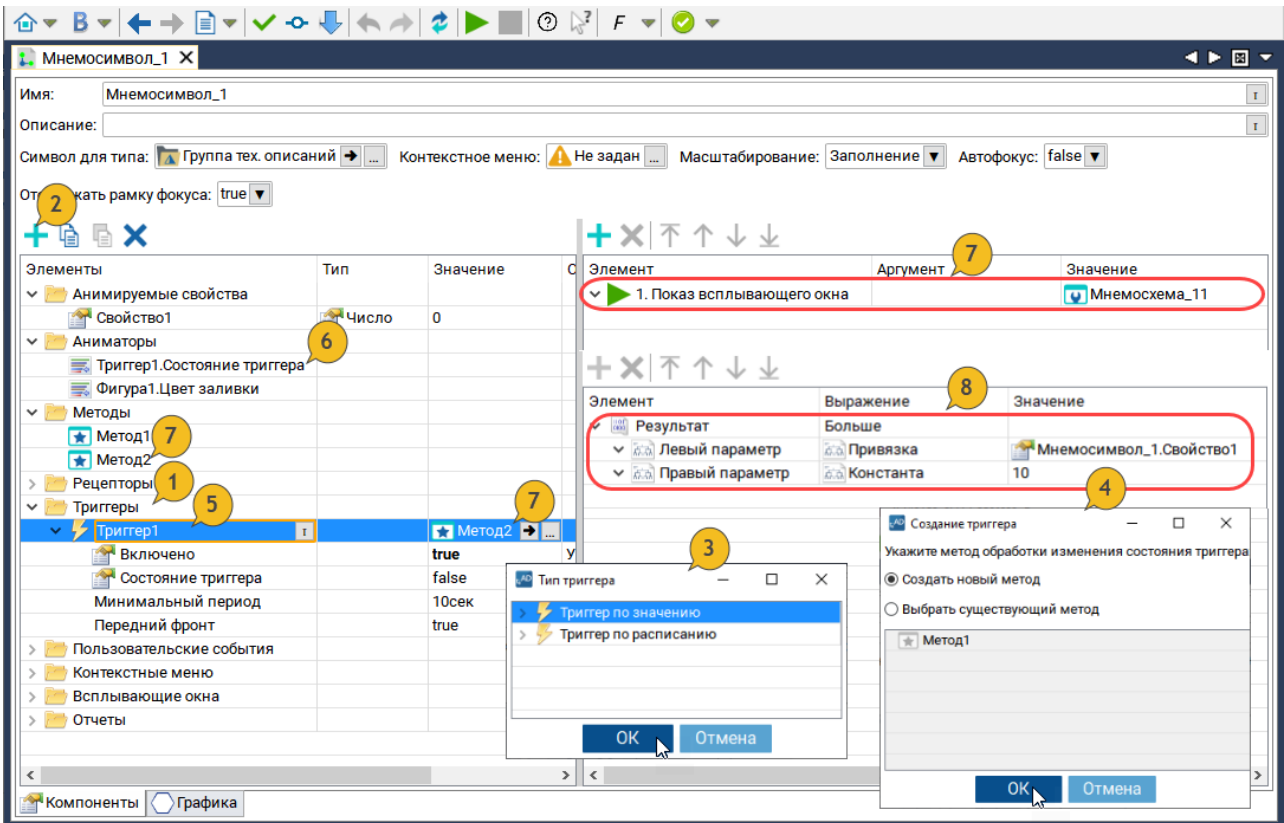 B F
Мнемосимвол_1
Имя: Мнемосимвол_1
Описание:
Символ для типа: Группа тех. описаний ... Контекстное меню: Не задан ... Масштабирование: Заполнение Автофокус: false
От жать рамку фокуса: true
2
Элементы Тип Значение
Анимируемые свойства
Свойство1 Число 0
Аниматоры
6
Триггер1.Состояние триггера
Фигура1.Цвет заливки
Методы
Метод1
7
Метод2
Рецепторы
1
Триггеры
5
7
Триггер1 Метод2 ...
Включено true У
Состояние триггера false
Минимальный период 10сек
Передний фронт true
Пользовательские события
Контекстные меню
Всплывающие окна
Отчеты
Компоненты Графика
7
Элемент Аргумент Значение
1. Показ всплывающего окна Мнемосхема_11
8
Элемент Выражение Значение
Результат Больше
Левый параметр Привязка Мнемосимвол_1.Свойство1
Правый параметр Константа 10
3
Тип триггера
Триггер по значению
Триггер по расписанию
ОК Отмена
4
Создание триггера
Укажите метод обработки изменения состояния триггера
Создать новый метод
Выбрать существующий метод
Метод1
ОК Отмена